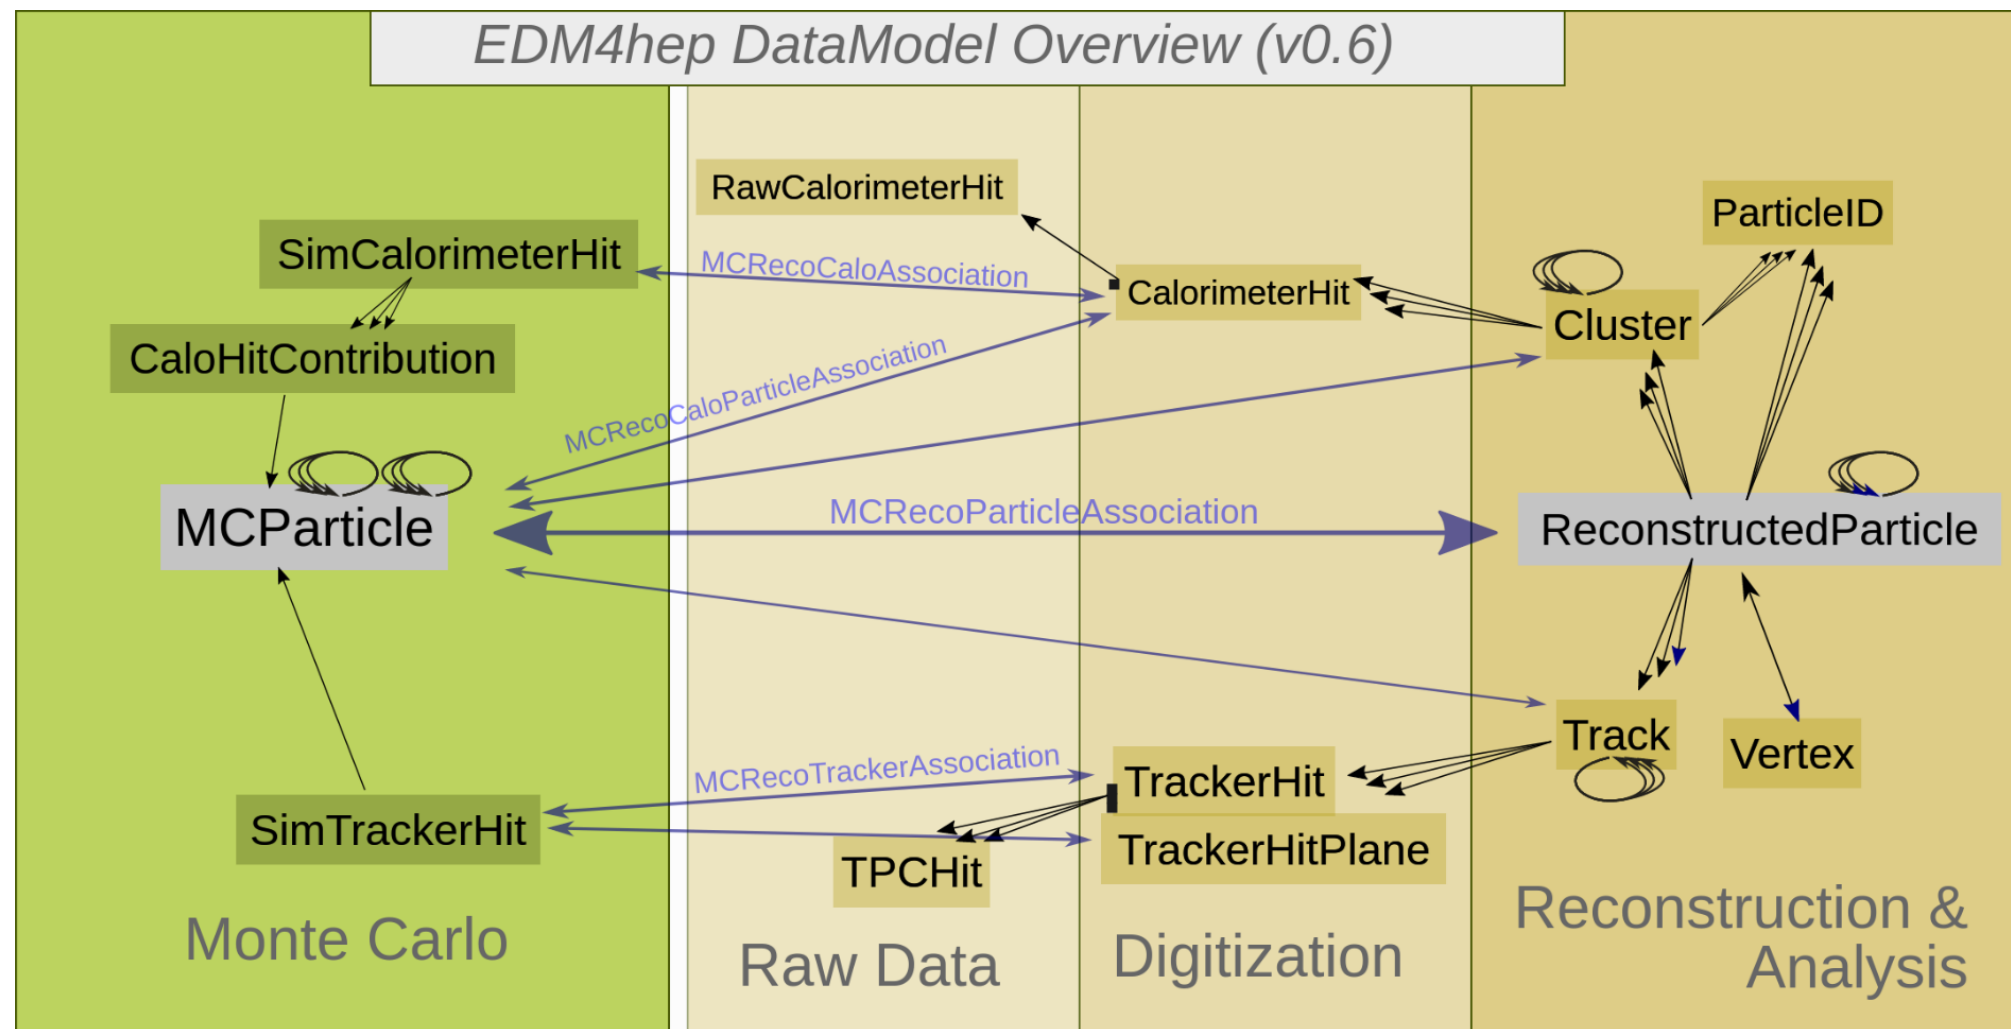 EDM4hep DataModel Overview (v0.6)
RawCalorimeterHit
ParticleID
SimCalorimeterHit
MCRecoCaloAssociation
CalorimeterHit
Cluster
CaloHitContribution
MCRecoCaloParticleAssociation
MCParticle
MCRecoParticleAssociation
ReconstructedParticle
Track
Vertex
MCRecoTrackerAssociation
TrackerHit
SimTrackerHit
TrackerHitPlane
TPCHit
Monte Carlo
Raw Data
Digitization
Reconstruction &
Analysis